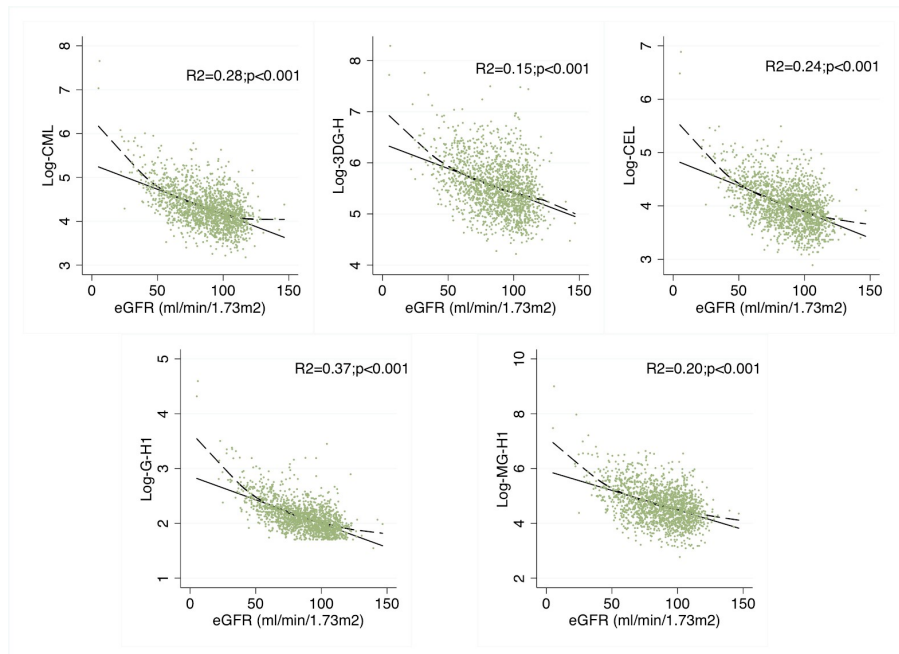 R2=0.28;p<0.001
Log-CML
8
7
6
5
4
3
0 50 100 150
eGFR (ml/min/1.73m2)
R2=0.15;p<0.001
Log-3DG-H
8
7
6
5
4
0 50 100 150
eGFR (ml/min/1.73m2)
R2=0.24;p<0.001
Log-CEL
7
6
5
4
3
0 50 100 150
eGFR (ml/min/1.73m2)
R2=0.37;p<0.001
Log-G-H1
5
4
3
2
1
0 50 100 150
eGFR (ml/min/1.73m2)
R2=0.20;p<0.001
Log-MG-H1
10
8
6
4
2
0 50 100 150
eGFR (ml/min/1.73m2)